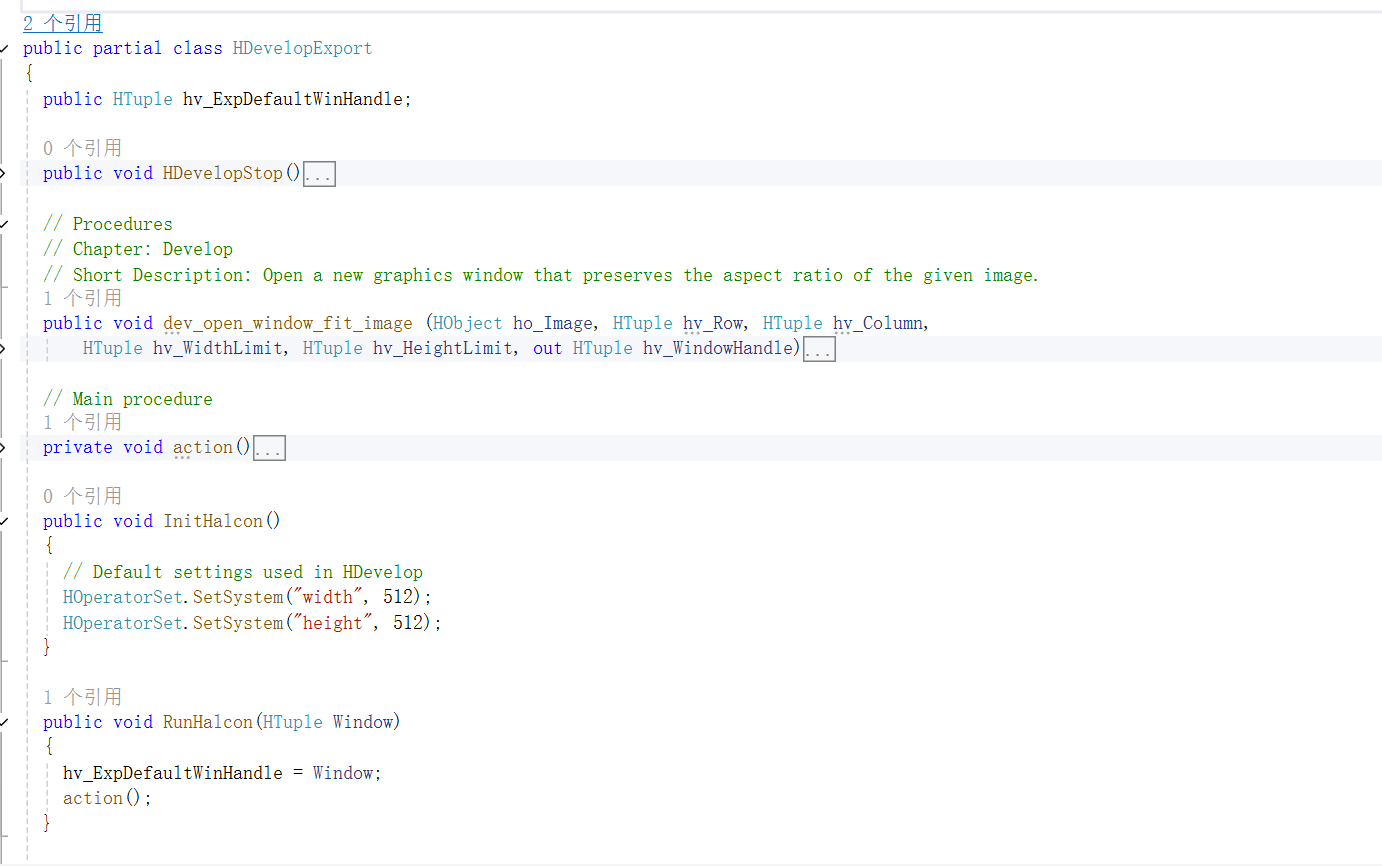 2 个引用
public partial class HDevelopExport
{
public HTuple hv_ExpDefaultWinHandle;
0 个引用
public void HDevelopStop()...
// Procedures
// Chapter: Develop
// Short Description: Open a new graphics window that preserves the aspect ratio of the given image.
1 个引用
public void dev_open_window_fit_image (HObject ho_Image, HTuple hv_Row, HTuple hv_Column,
HTuple hv_WidthLimit, HTuple hv_HeightLimit, out HTuple hv_WindowHandle)...
// Main procedure
1 个引用
private void action()...
0 个引用
public void InitHalcon()
{
// Default settings used in HDevelop
HOperatorSet.SetSystem("width", 512);
HOperatorSet.SetSystem("height", 512);
}
1 个引用
public void RunHalcon(HTuple Window)
{
hv_ExpDefaultWinHandle = Window;
action();
}